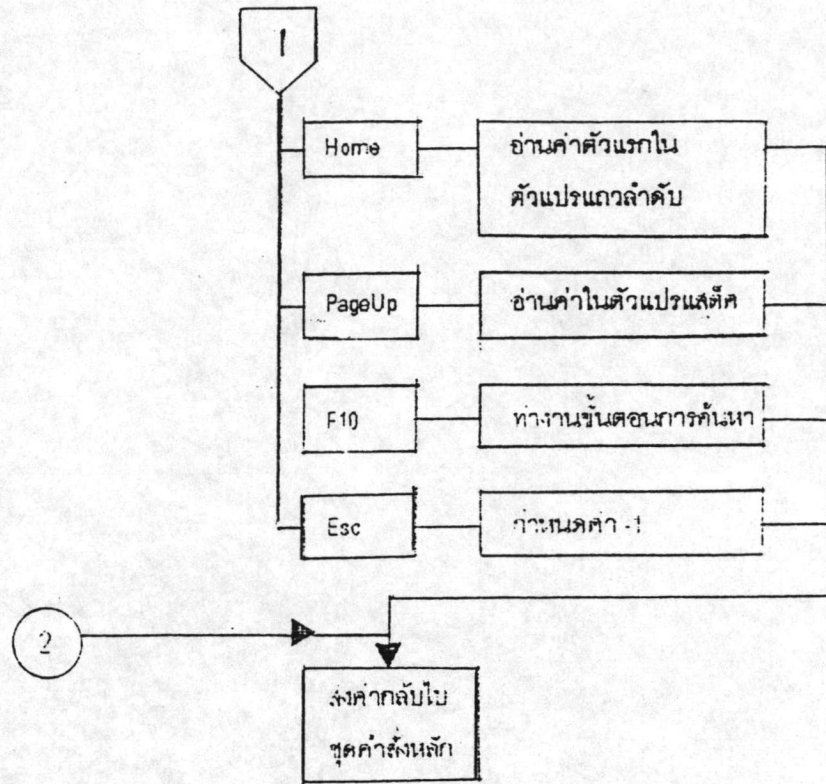 1
Home
อ่านค่าตัวแรกใน
ตัวแปรแถวลำดับ
PageUp
อ่านค่าในตัวแปรแสต็ค
F10
ทำงานขั้นตอนการค้นหา
Esc
กำหนดค่า -1
2
ส่งค่ากลับไป
ชุดคำสั่งหลัก